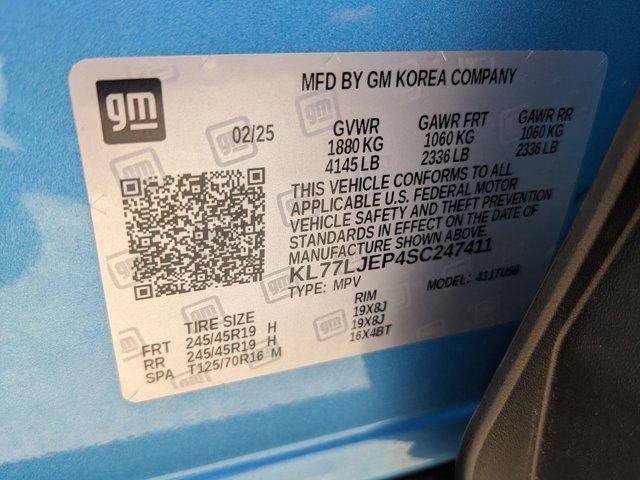 gm
MFD BY GM KOREA COMPANY
02/25
GVWR GAWR FRT GAWR RR
1880 KG 1060 KG 1060 KG
4145 LB 2336 LB 2336 LB
THIS VEHICLE CONFORMS TO ALL
APPLICABLE U.S. FEDERAL MOTOR
VEHICLE SAFETY AND THEFT PREVENTION
STANDARDS IN EFFECT ON THE DATE OF
MANUFACTURE SHOWN ABOVE.
KL77LJEP4SC247411
TYPE: MPV MODEL: 411TU58
TIRE SIZE RIM
FRT 245/45R19 H 19X8J
RR 245/45R19 H 19X8J
SPA T125/70R16 M 16X4BT